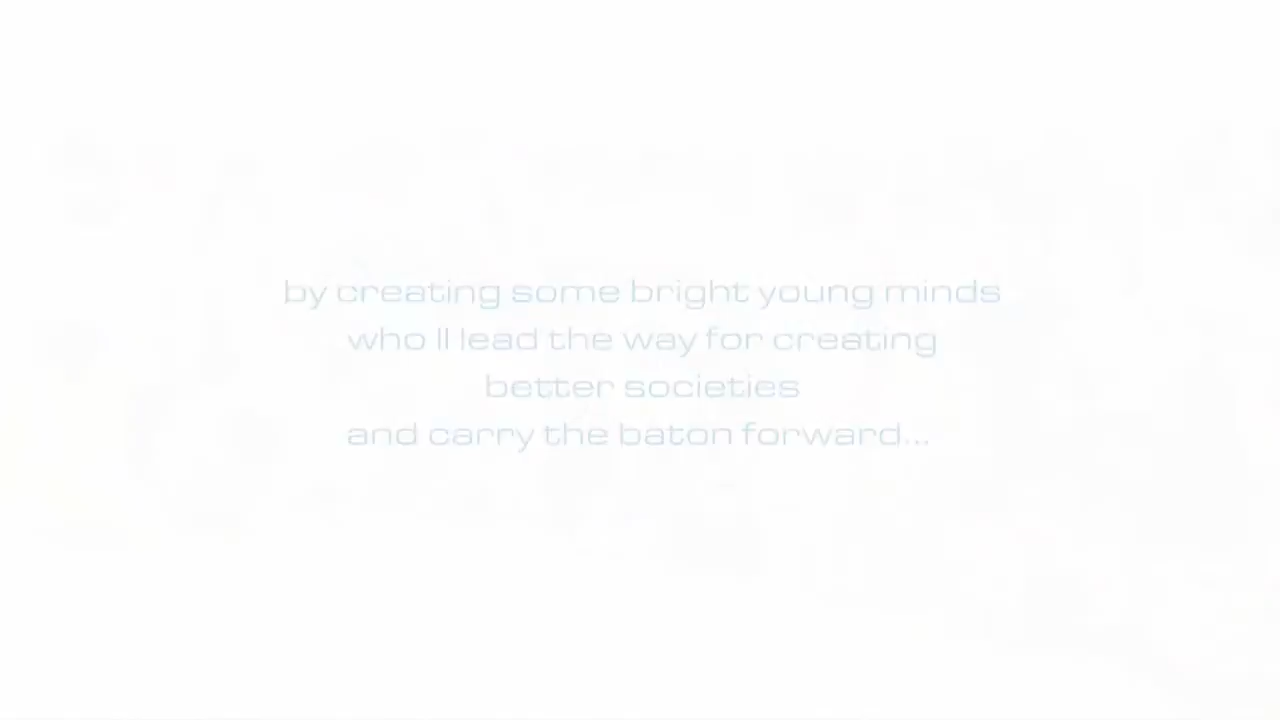 by creating some bright young minds
who ll lead the way for creating
better societies
and carry the baton forward...